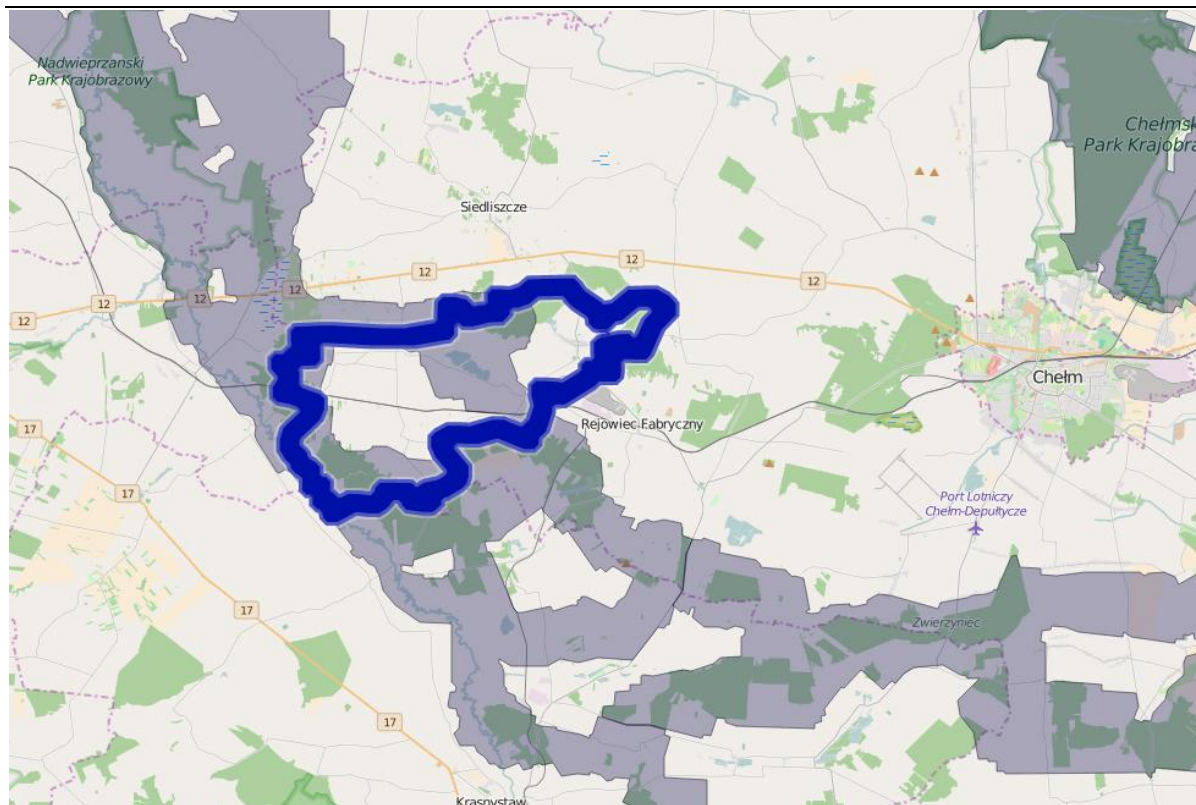 Nadwieprzański
Park Krajobrazowy
Chełmsk
Park Krajobra
Siedliszcze
12
12
12
12
12
12
12
Chełm
Rejowiec Fabryczny
17
17
Port Lotniczy
Chełm-Depułtycze
17
Zwierzyniec
17
Krasnystaw